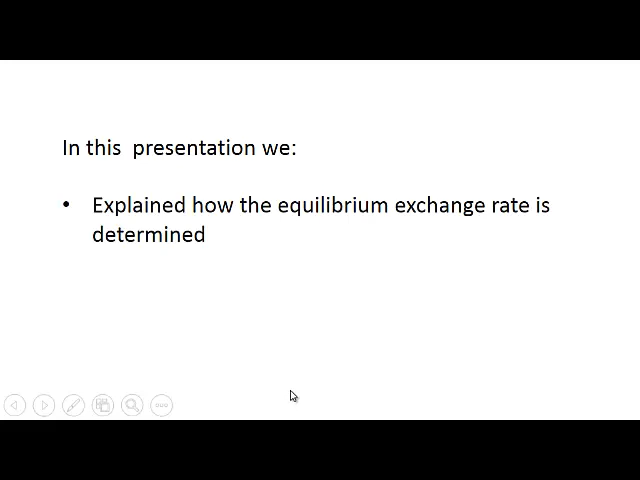 In this  presentation we:
• Explained how the equilibrium exchange rate is
determined